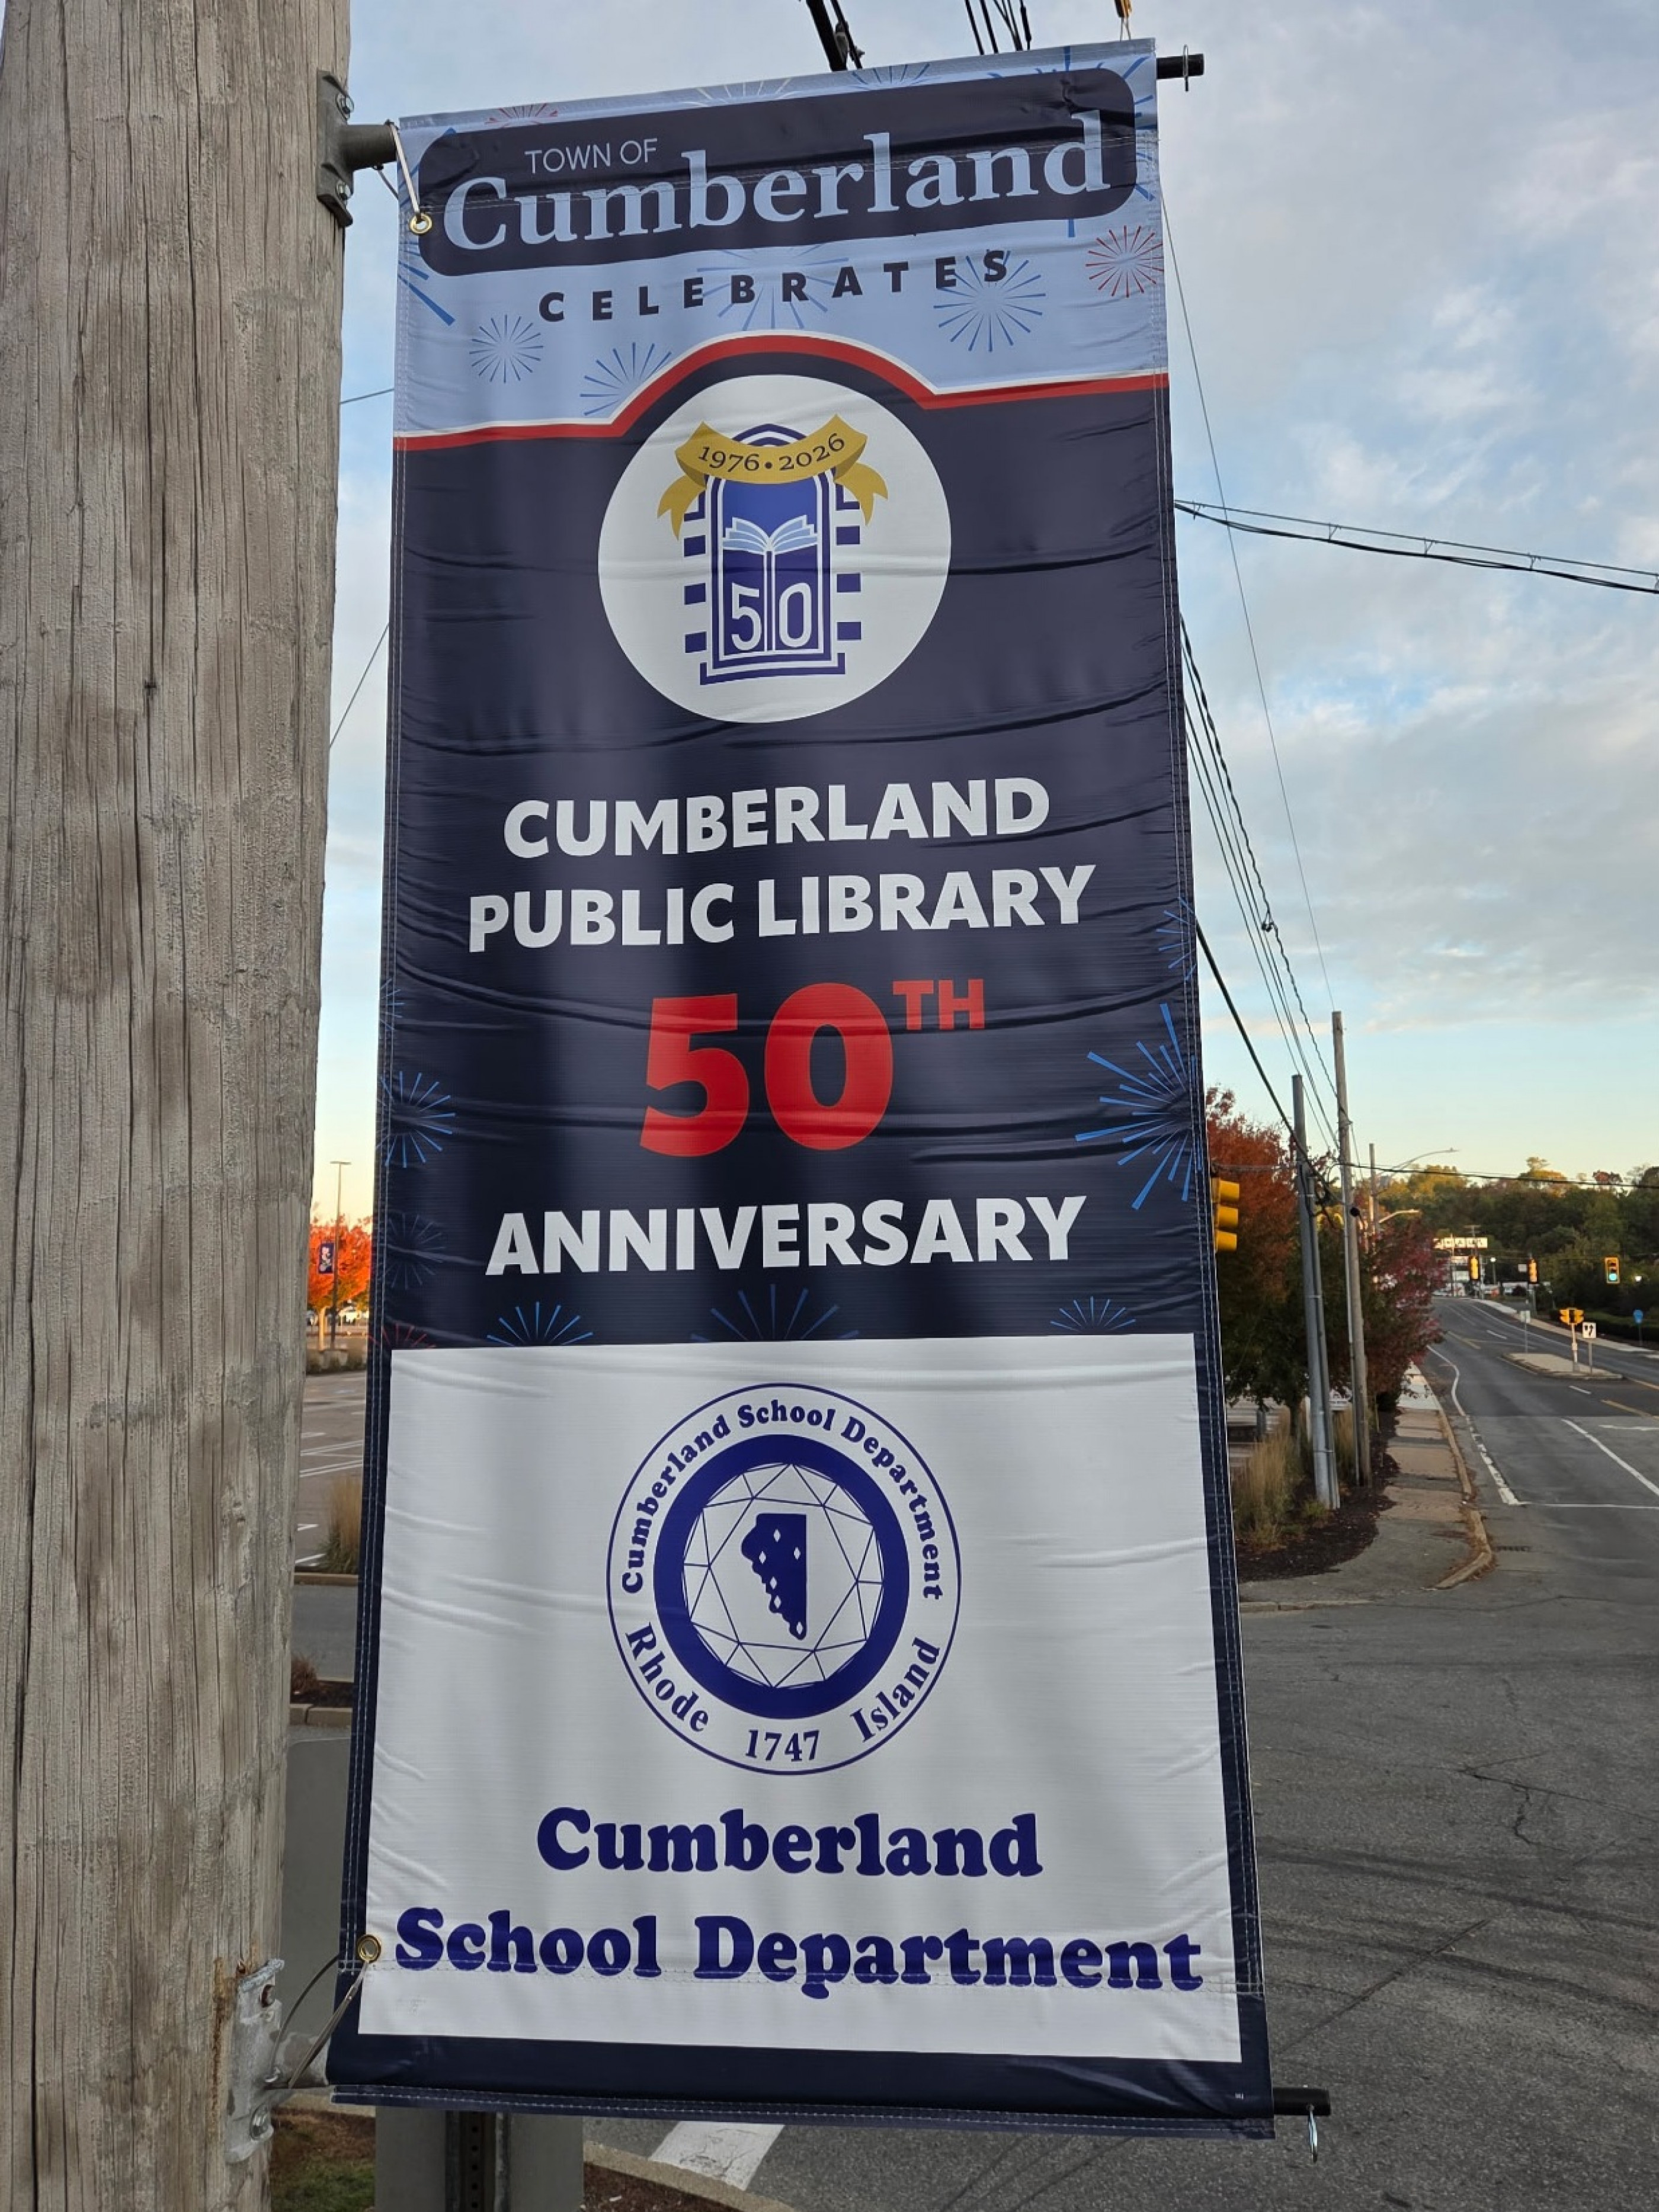 TOWN OF
Cumberland
CELEBRATES
1976 • 2026
50
CUMBERLAND
PUBLIC LIBRARY
50TH
ANNIVERSARY
Cumberland School Department
Rhode Island
1747
Cumberland
School Department